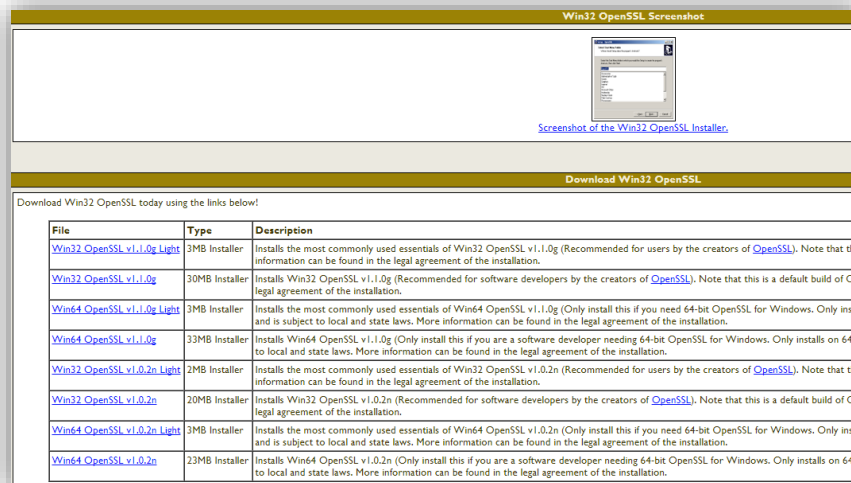 Win32 OpenSSL Screenshot
Screenshot of the Win32 OpenSSL Installer.
Download Win32 OpenSSL
Download Win32 OpenSSL today using the links below!
File Type Description
Win32 OpenSSL v1.1.0g Light 3MB Installer Installs the most commonly used essentials of Win32 OpenSSL v1.1.0g (Recommended for users by the creators of OpenSSL). Note that
information can be found in the legal agreement of the installation.
Win32 OpenSSL v1.1.0g 30MB Installer Installs Win32 OpenSSL v1.1.0g (Recommended for software developers by the creators of OpenSSL). Note that this is a default build of
legal agreement of the installation.
Win64 OpenSSL v1.1.0g Light 3MB Installer Installs the most commonly used essentials of Win64 OpenSSL v1.1.0g (Only install this if you need 64-bit OpenSSL for Windows. Only
and is subject to local and state laws. More information can be found in the legal agreement of the installation.
Win64 OpenSSL v1.1.0g 33MB Installer Installs Win64 OpenSSL v1.1.0g (Only install this if you are a software developer needing 64-bit OpenSSL for Windows. Only installs on 64
to local and state laws. More information can be found in the legal agreement of the installation.
Win32 OpenSSL v1.0.2n Light 2MB Installer Installs the most commonly used essentials of Win32 OpenSSL v1.0.2n (Recommended for users by the creators of OpenSSL). Note that
information can be found in the legal agreement of the installation.
Win32 OpenSSL v1.0.2n 20MB Installer Installs Win32 OpenSSL v1.0.2n (Recommended for software developers by the creators of OpenSSL). Note that this is a default build of
legal agreement of the installation.
Win64 OpenSSL v1.0.2n Light 3MB Installer Installs the most commonly used essentials of Win64 OpenSSL v1.0.2n (Only install this if you need 64-bit OpenSSL for Windows. Only
and is subject to local and state laws. More information can be found in the legal agreement of the installation.
Win64 OpenSSL v1.0.2n 23MB Installer Installs Win64 OpenSSL v1.0.2n (Only install this if you are a software developer needing 64-bit OpenSSL for Windows. Only installs on 64
to local and state laws. More information can be found in the legal agreement of the installation.